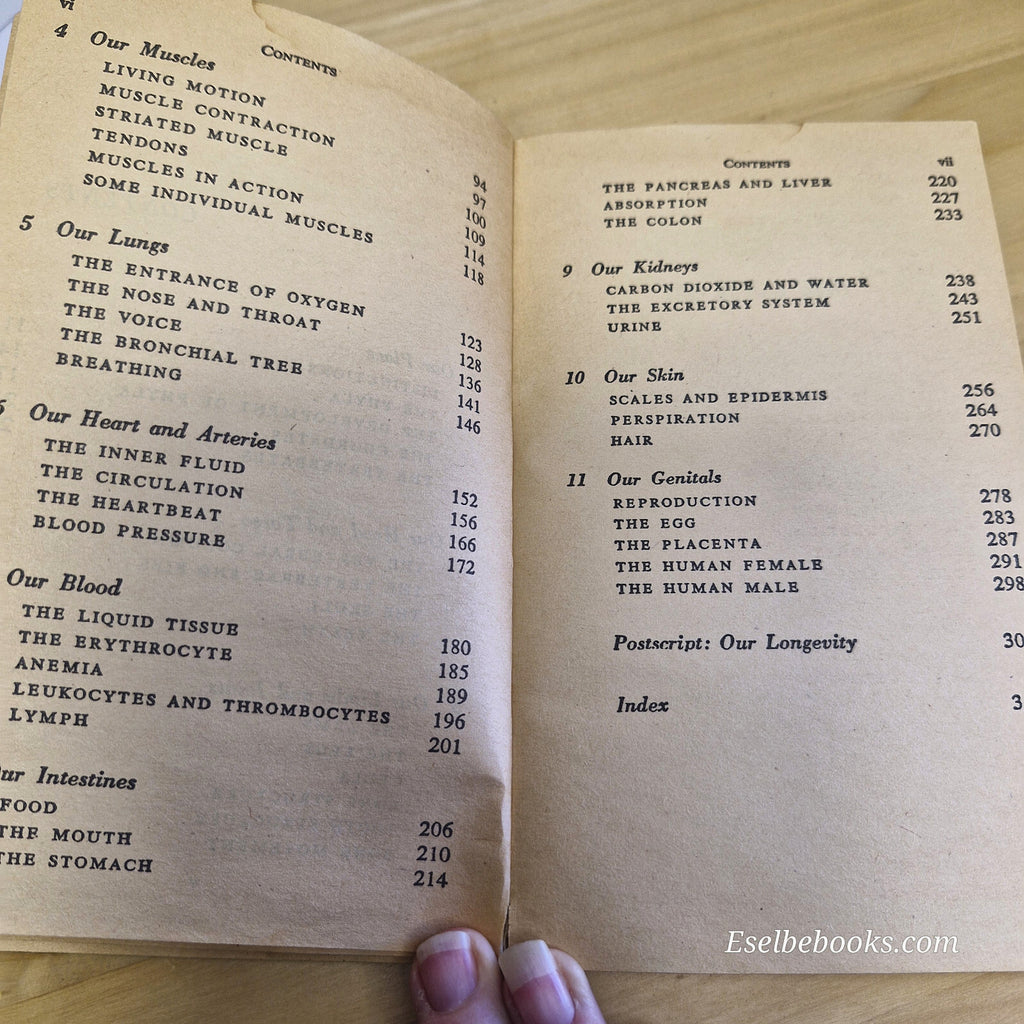 vi
CONTENTS
4 Our Muscles
LIVING MOTION 94
MUSCLE CONTRACTION 97
STRIATED MUSCLE 100
TENDONS 109
MUSCLES IN ACTION 114
SOME INDIVIDUAL MUSCLES 118
5 Our Lungs
THE ENTRANCE OF OXYGEN 123
THE NOSE AND THROAT 128
THE VOICE 136
THE BRONCHIAL TREE 141
BREATHING 146
6 Our Heart and Arteries
THE INNER FLUID 152
THE CIRCULATION 156
THE HEARTBEAT 166
BLOOD PRESSURE 172
Our Blood
THE LIQUID TISSUE 180
THE ERYTHROCYTE 185
ANEMIA 189
LEUKOCYTES AND THROMBOCYTES 196
LYMPH 201
ur Intestines
FOOD 206
THE MOUTH 210
THE STOMACH 214
CONTENTS vii
THE PANCREAS AND LIVER 220
ABSORPTION 227
THE COLON 233
9 Our Kidneys
CARBON DIOXIDE AND WATER 238
THE EXCRETORY SYSTEM 243
URINE 251
10 Our Skin
SCALES AND EPIDERMIS 256
PERSPIRATION 264
HAIR 270
11 Our Genitals
REPRODUCTION 278
THE EGG 283
THE PLACENTA 287
THE HUMAN FEMALE 291
THE HUMAN MALE 298
Postscript: Our Longevity 30
Index 3
Eselbebooks.com